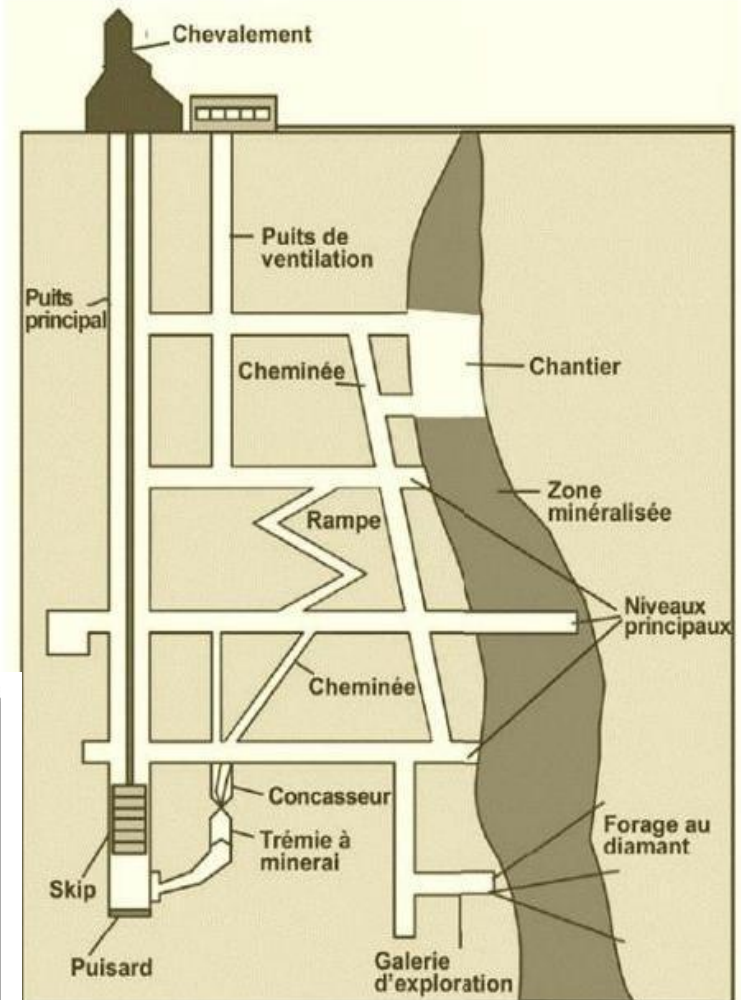 Chevalement
Puits de
ventilation
Puits
principal
Cheminée
Chantier
Zone
minéralisée
Rampe
Niveaux
principaux
Cheminée
Concasseur
Trémie à
minerai
Forage au
diamant
Skip
Puisard
Galerie
d'exploration